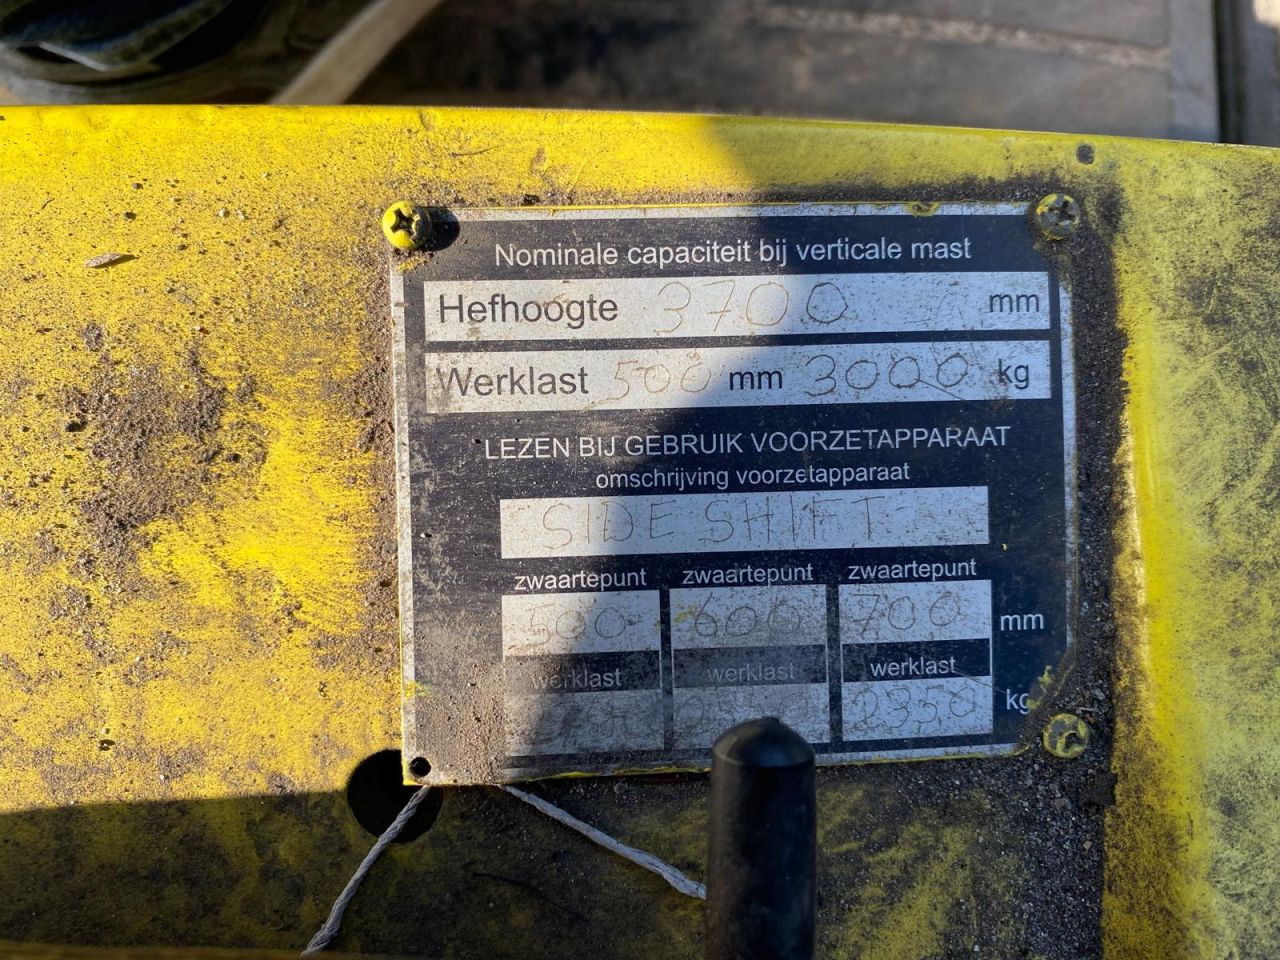 Nominale capaciteit bij verticale mast
Hefhoogte 3700 mm
Werklast 500 mm 3000 kg
LEZEN BIJ GEBRUIK VOORZETAPPARAAT
omschrijving voorzetapparaat
SIDE SHIFT
zwaartepunt zwaartepunt zwaartepunt
500 600 700 mm
werklast werklast werklast
2350 kg